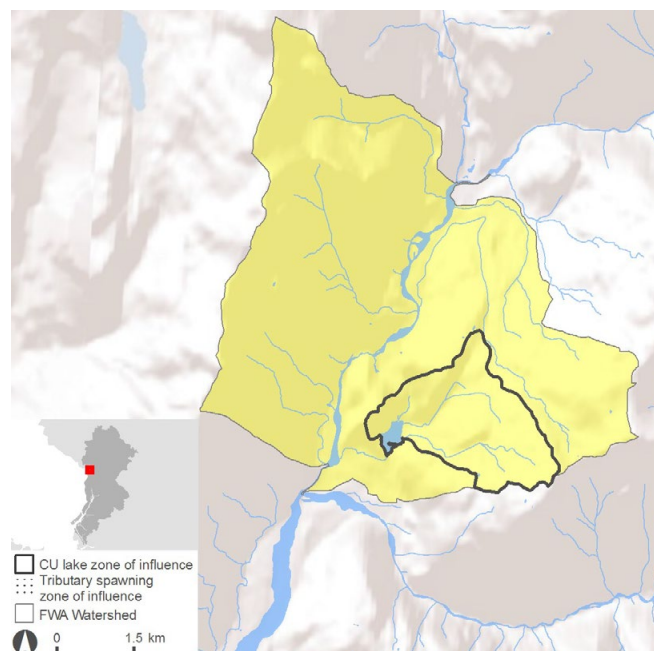 CU lake zone of influence
Tributary spawning
zone of influence
FWA Watershed
0 1.5 km